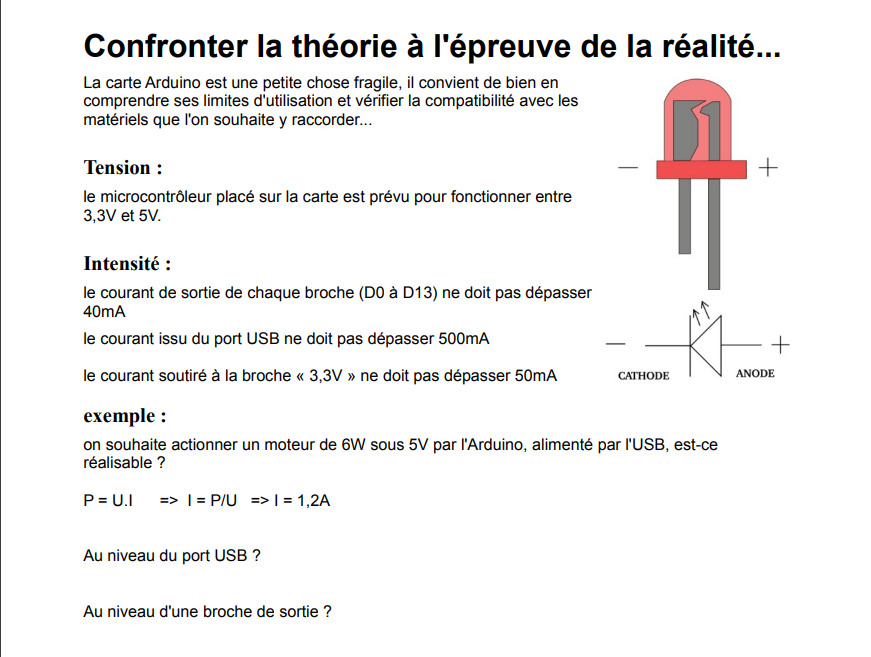 Confronter la théorie à l'épreuve de la réalité...
La carte Arduino est une petite chose fragile, il convient de bien en
comprendre ses limites d'utilisation et vérifier la compatibilité avec les
matériels que l'on souhaite y raccorder...
Tension :
le microcontrôleur placé sur la carte est prévu pour fonctionner entre
3,3V et 5V.
— +
Intensité :
le courant de sortie de chaque broche (D0 à D13) ne doit pas dépasser
40mA
le courant issu du port USB ne doit pas dépasser 500mA
le courant soutiré à la broche « 3,3V » ne doit pas dépasser 50mA
— +
CATHODE ANODE
exemple :
on souhaite actionner un moteur de 6W sous 5V par l'Arduino, alimenté par l'USB, est-ce
réalisable ?
P = U.I => I = P/U => I = 1,2A
Au niveau du port USB ?
Au niveau d'une broche de sortie ?